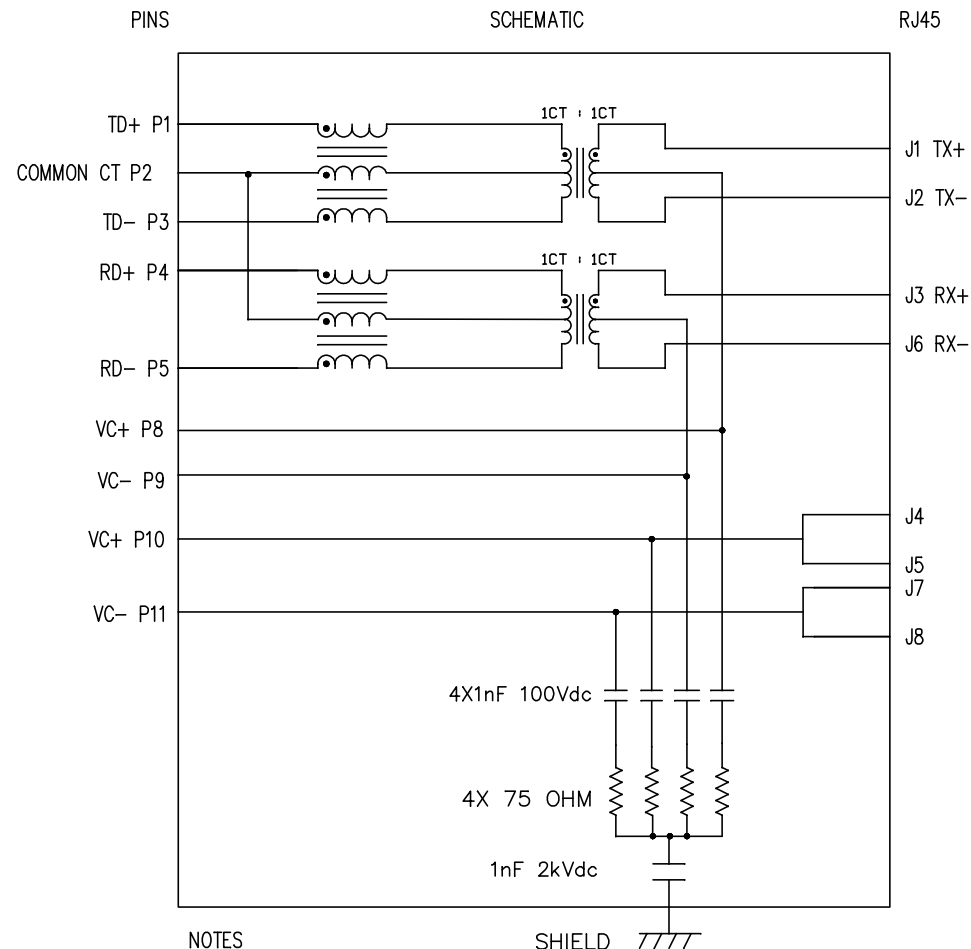 PINS SCHEMATIC RJ45
1CT : 1CT
TD+ P1
J1 TX+
COMMON CT P2
J2 TX-
TD- P3
1CT : 1CT
RD+ P4
J3 RX+
J6 RX-
RD- P5
VC+ P8
VC- P9
J4
VC+ P10
J5
J7
VC- P11
J8
4X1nF 100Vdc
4X 75 OHM
1nF 2kVdc
NOTES SHIELD